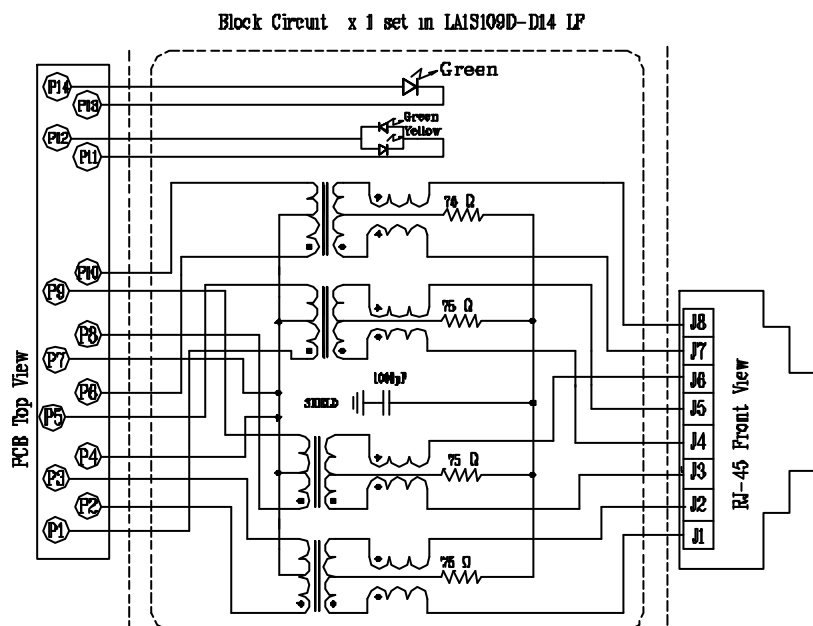 Block Circuit x 1 set in LA1S109D-D14 LF
P14
Green
P13
P12
Green
Yellow
P11
74 Ω
P10
P9
75 Ω
P8
P7
1000pF
P6
SHIELD
P5
P4
75 Ω
P3
P2
P1
75 Ω
PCB Top View
J8
J7
J6
J5
J4
J3
J2
J1
RJ-45 Front View